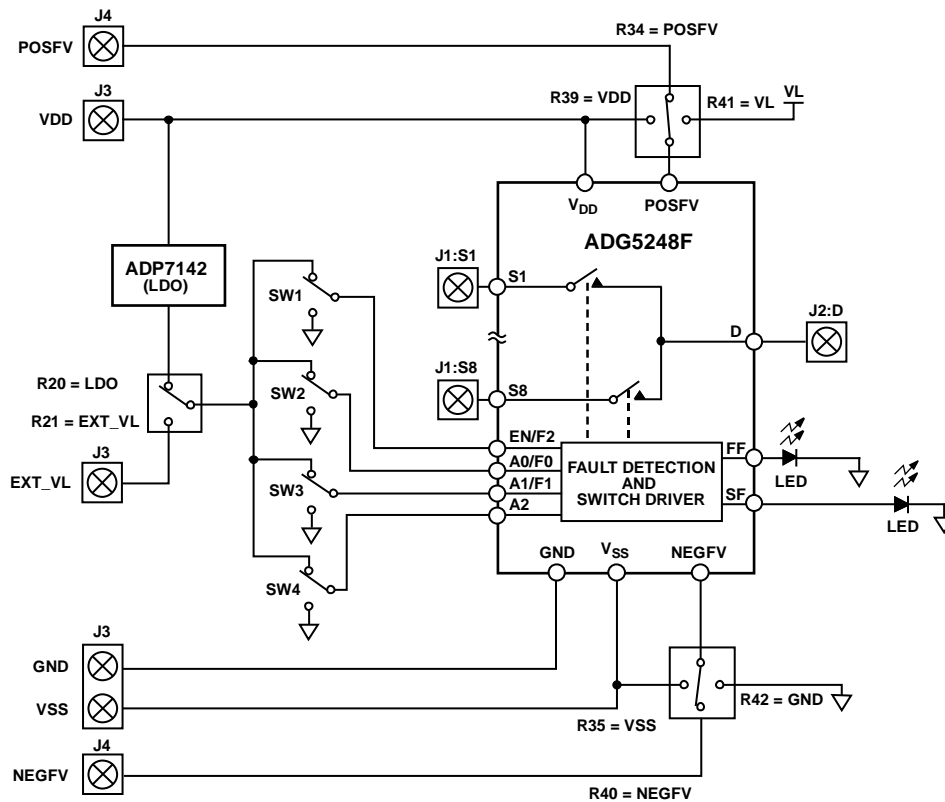 J4
POSFV
R34 = POSFV
J3
VDD
R39 = VDD
R41 = VL
VL
VDD
POSFV
ADG5248F
ADP7142
(LDO)
J1:S1
S1
SW1
J2:D
D
J1:S8
S8
SW2
R20 = LDO
R21 = EXT_VL
EN/F2
A0/F0
A1/F1
A2
FAULT DETECTION
AND
SWITCH DRIVER
FF
SF
LED
LED
J3
EXT_VL
SW3
SW4
GND
VSS
NEGFV
J3
GND
VSS
R42 = GND
R35 = VSS
J4
NEGFV
R40 = NEGFV